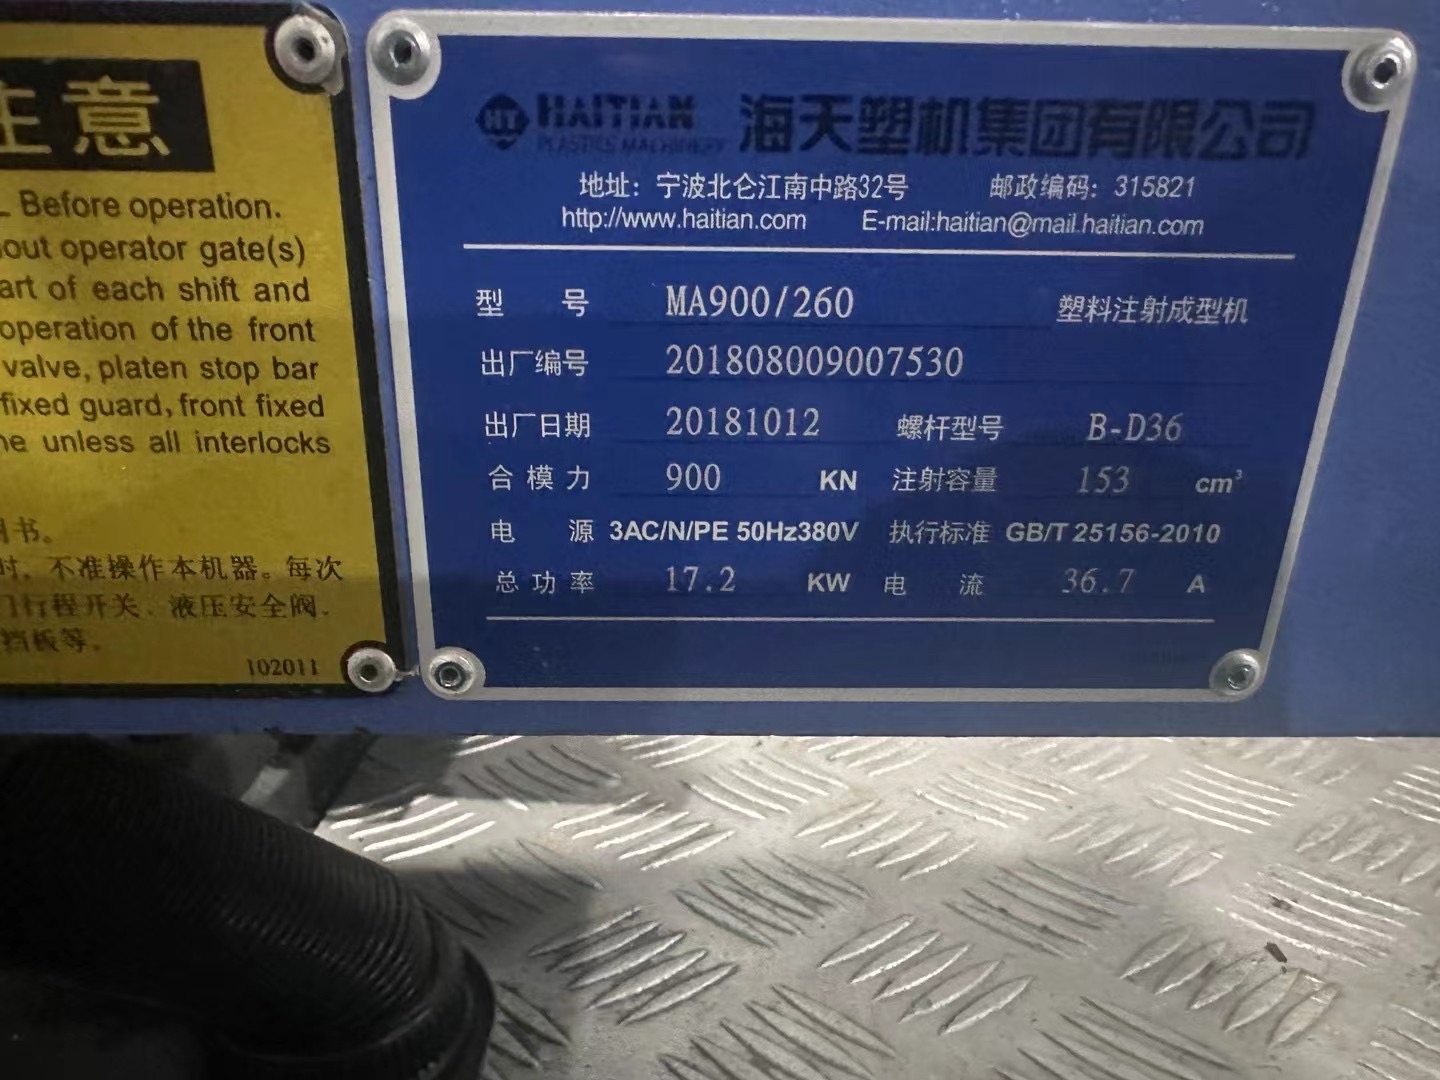 注意
Before operation.
out operator gate(s)
art of each shift and
operation of the front
valve, platen stop bar
fixed guard, front fixed
ne unless all interlocks
书。
时，不准操作本机器。每次
门行程开关、液压安全阀、
挡板等。
102011
HT HAITIAN 海天塑机集团有限公司
PLASTICS MACHINERY
地址：宁波北仑江南中路32号 邮政编码：315821
http://www.haitian.com E-mail:haitian@mail.haitian.com
型 号 MA900/260 塑料注射成型机
出厂编号 201808009007530
出厂日期 20181012 螺杆型号 B-D36
合模力 900 KN 注射容量 153 cm³
电 源 3AC/N/PE 50Hz380V 执行标准 GB/T 25156-2010
总功率 17.2 KW 电 流 36.7 A